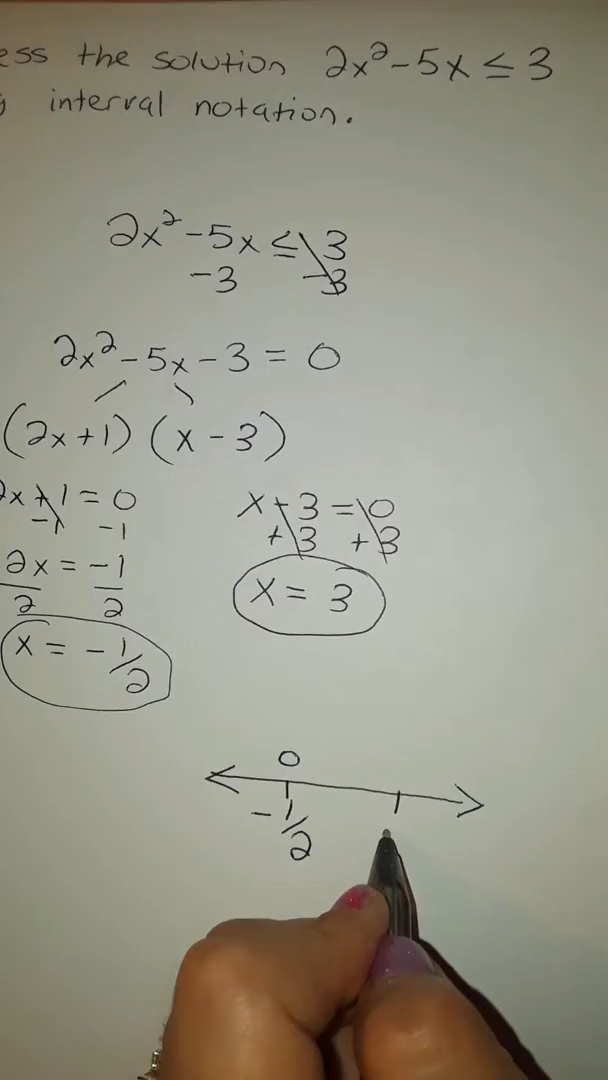 ess the solution 2x² - 5x ≤ 3
g interval notation.
2x² - 5x ≤ 3
-3 -3
2x² - 5x - 3 = 0
(2x + 1) (x - 3)
2x + 1 = 0 x - 3 = 0
-1 -1 + 3 + 3
2x = -1
2 2
x = 3
x = - 1/2
0
- 1/2